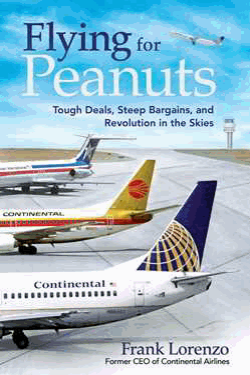 Flying for
Peanuts
Tough Deals, Steep Bargains, and
Revolution in the Skies
CONTINENTAL
Continental
Frank Lorenzo
Former CEO of Continental Airlines